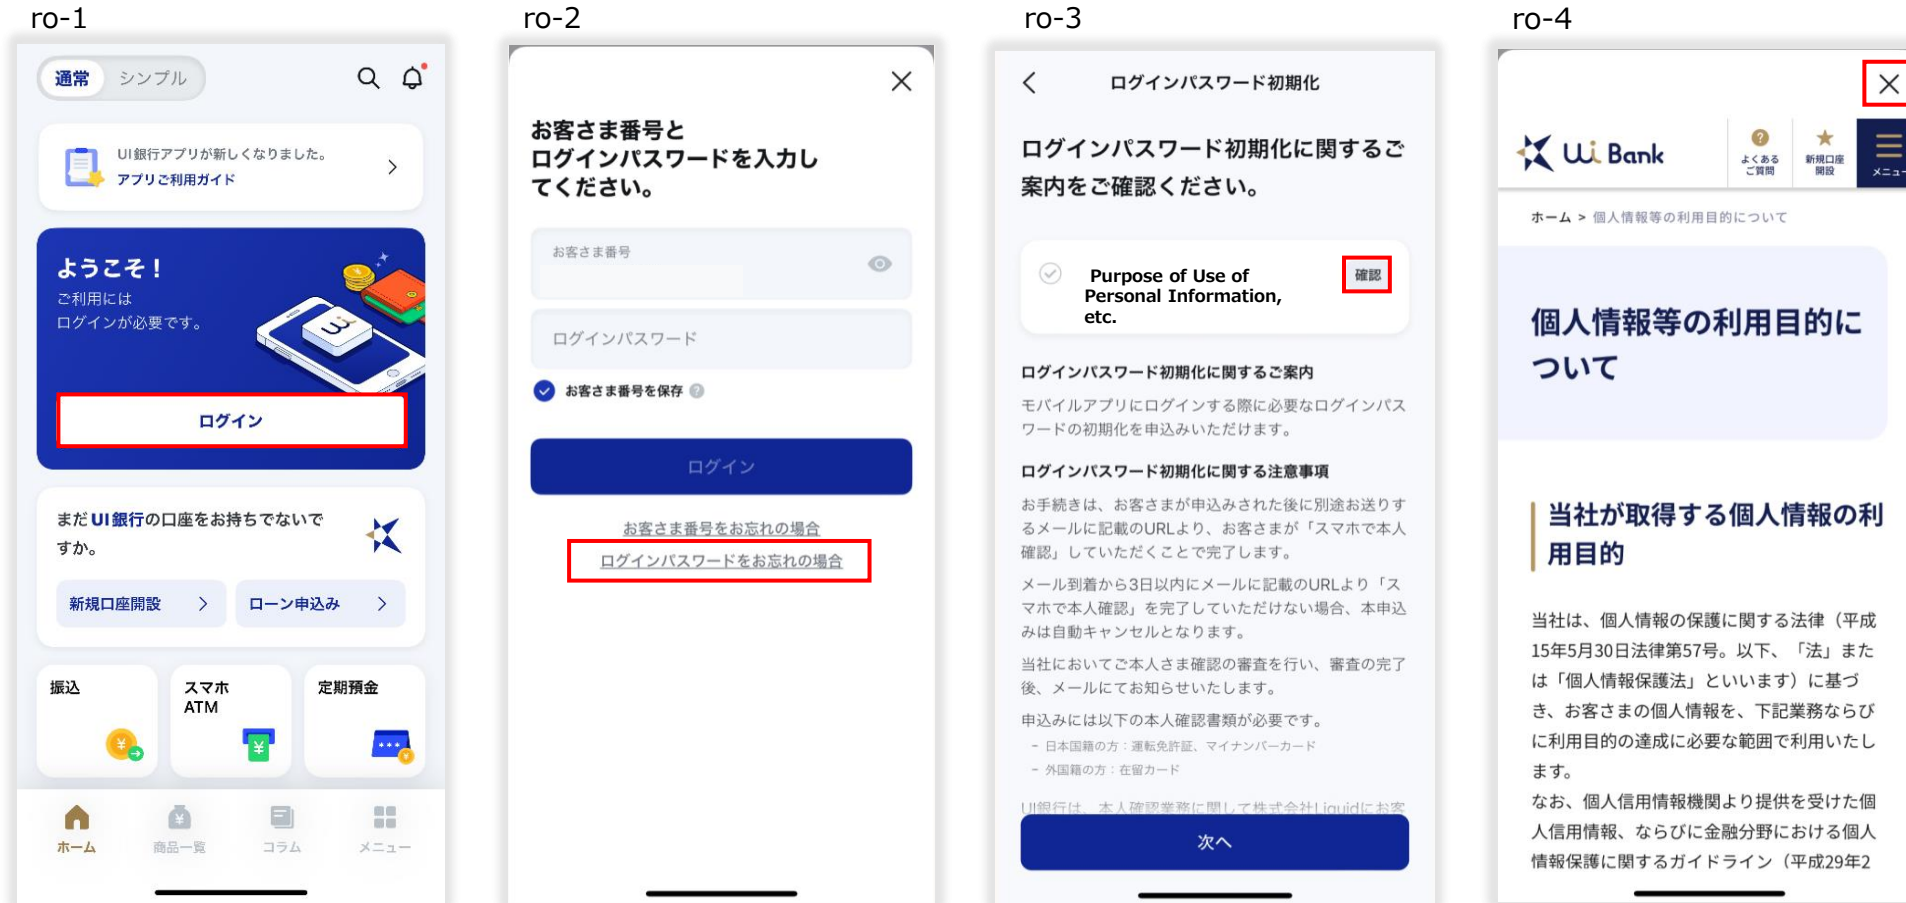 ro-1
通常
シンプル
UI銀行アプリが新しくなりました。
アプリご利用ガイド
ようこそ！
ご利用には
ログインが必要です。
ログイン
まだUI銀行の口座をお持ちでないで
すか。
新規口座開設
ローン申込み
振込
スマホ
ATM
定期預金
ホーム
商品一覧
コラム
メニュー
ro-2
お客さま番号と
ログインパスワードを入力し
てください。
お客さま番号
ログインパスワード
お客さま番号を保存
ログイン
お客さま番号をお忘れの場合
ログインパスワードをお忘れの場合
ro-3
ログインパスワード初期化
ログインパスワード初期化に関するご
案内をご確認ください。
Purpose of Use of
Personal Information,
etc.
確認
ログインパスワード初期化に関するご案内
モバイルアプリにログインする際に必要なログインパス
ワードの初期化を申込みいただけます。
ログインパスワード初期化に関する注意事項
お手続きは、お客さまが申込みされた後に別途お送りす
るメールに記載のURLより、お客さまが「スマホで本人
確認」していただくことで完了します。
メール到着から3日以内にメールに記載のURLより「ス
マホで本人確認」を完了していただけない場合、本申込
みは自動キャンセルとなります。
当社においてご本人さま確認の審査を行い、審査の完了
後、メールにてお知らせいたします。
申込みには以下の本人確認書類が必要です。
- 日本国籍の方：運転免許証、マイナンバーカード
- 外国籍の方：在留カード
UI銀行は、本人確認業務に関して株式会社Liquidにお客
次へ
ro-4
Ui Bank
よくある
ご質問
新規口座
開設
メニュー
ホーム > 個人情報等の利用目的について
個人情報等の利用目的に
ついて
当社が取得する個人情報の利
用目的
当社は、個人情報の保護に関する法律（平成
15年5月30日法律第57号。以下、「法」また
は「個人情報保護法」といいます）に基づ
き、お客さまの個人情報を、下記業務ならび
に利用目的の達成に必要な範囲で利用いたし
ます。
なお、個人信用情報機関より提供を受けた個
人信用情報、ならびに金融分野における個人
情報保護に関するガイドライン（平成29年2